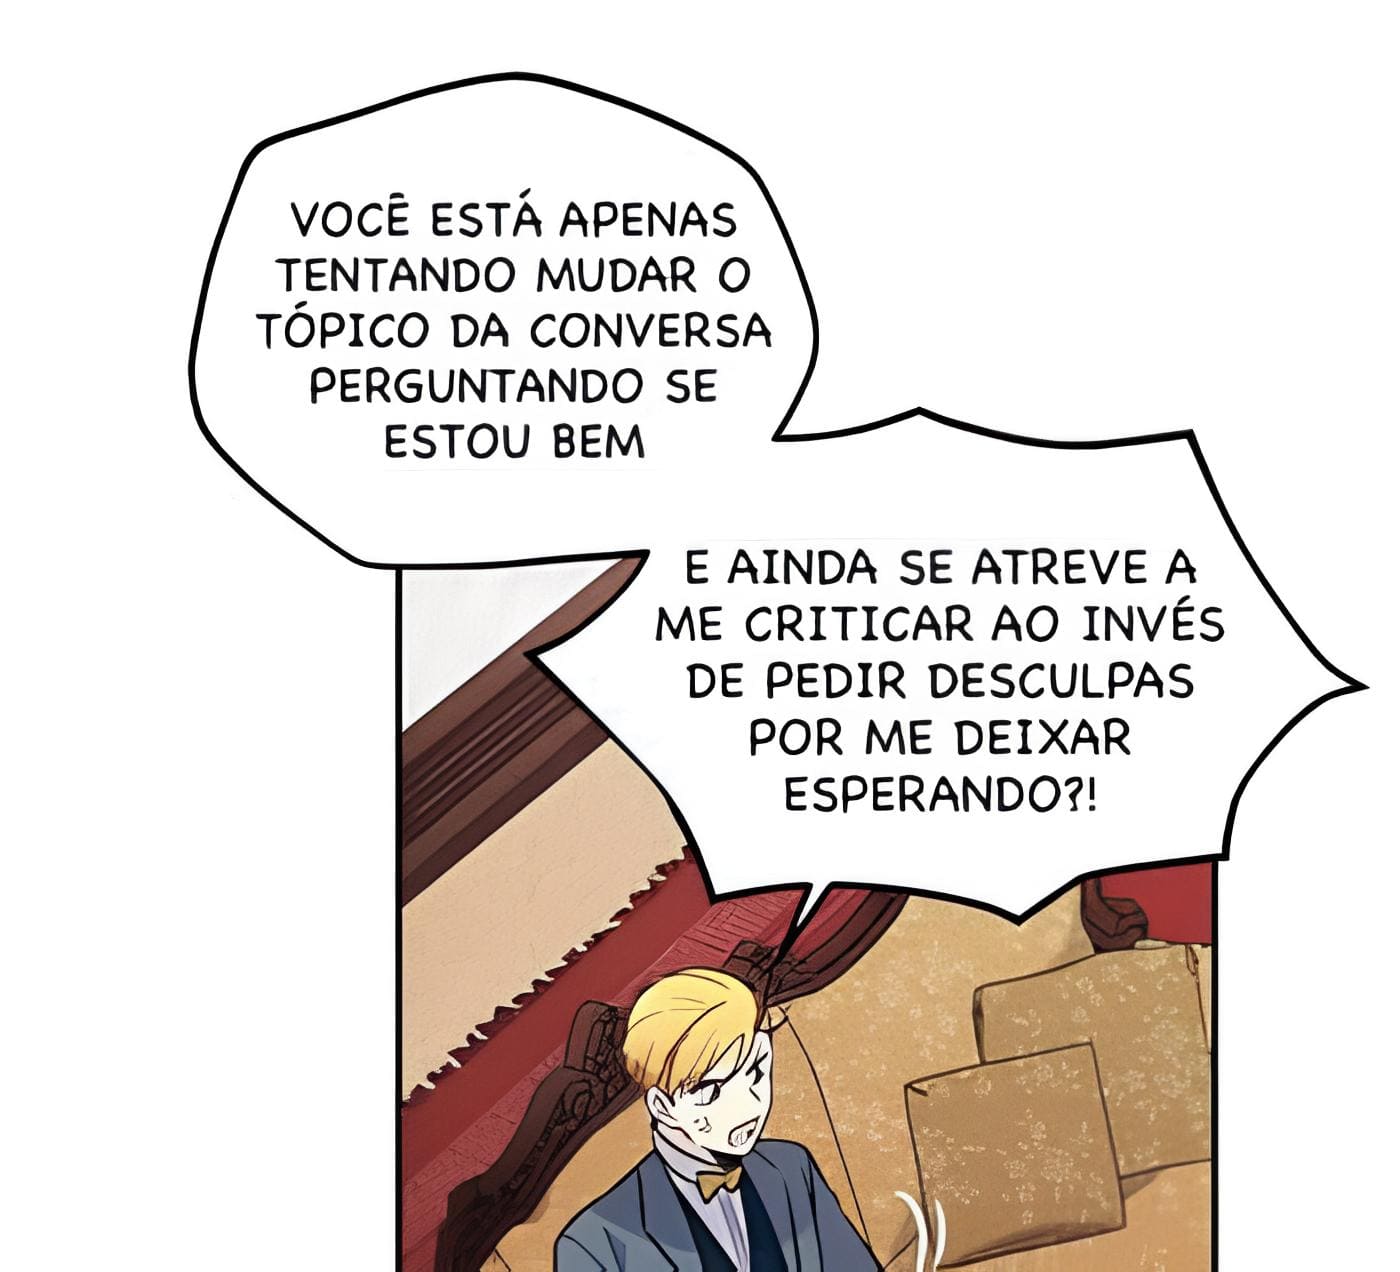 VOCÊ ESTÁ APENAS
TENTANDO MUDAR O
TÓPICO DA CONVERSA
PERGUNTANDO SE
ESTOU BEM
E AINDA SE ATREVE A
ME CRITICAR AO INVÉS
DE PEDIR DESCULPAS
POR ME DEIXAR
ESPERANDO?!